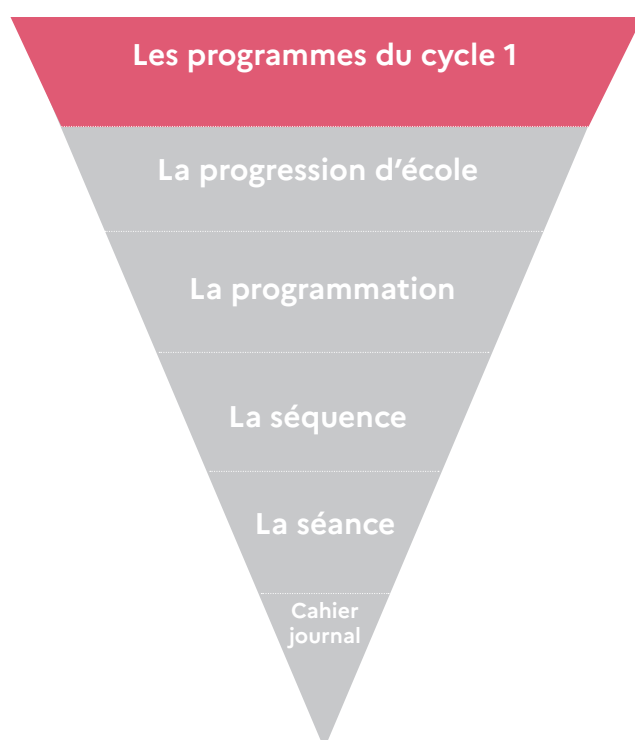 Les programmes du cycle 1
La progression d’école
La programmation
La séquence
La séance
Cahier
journal